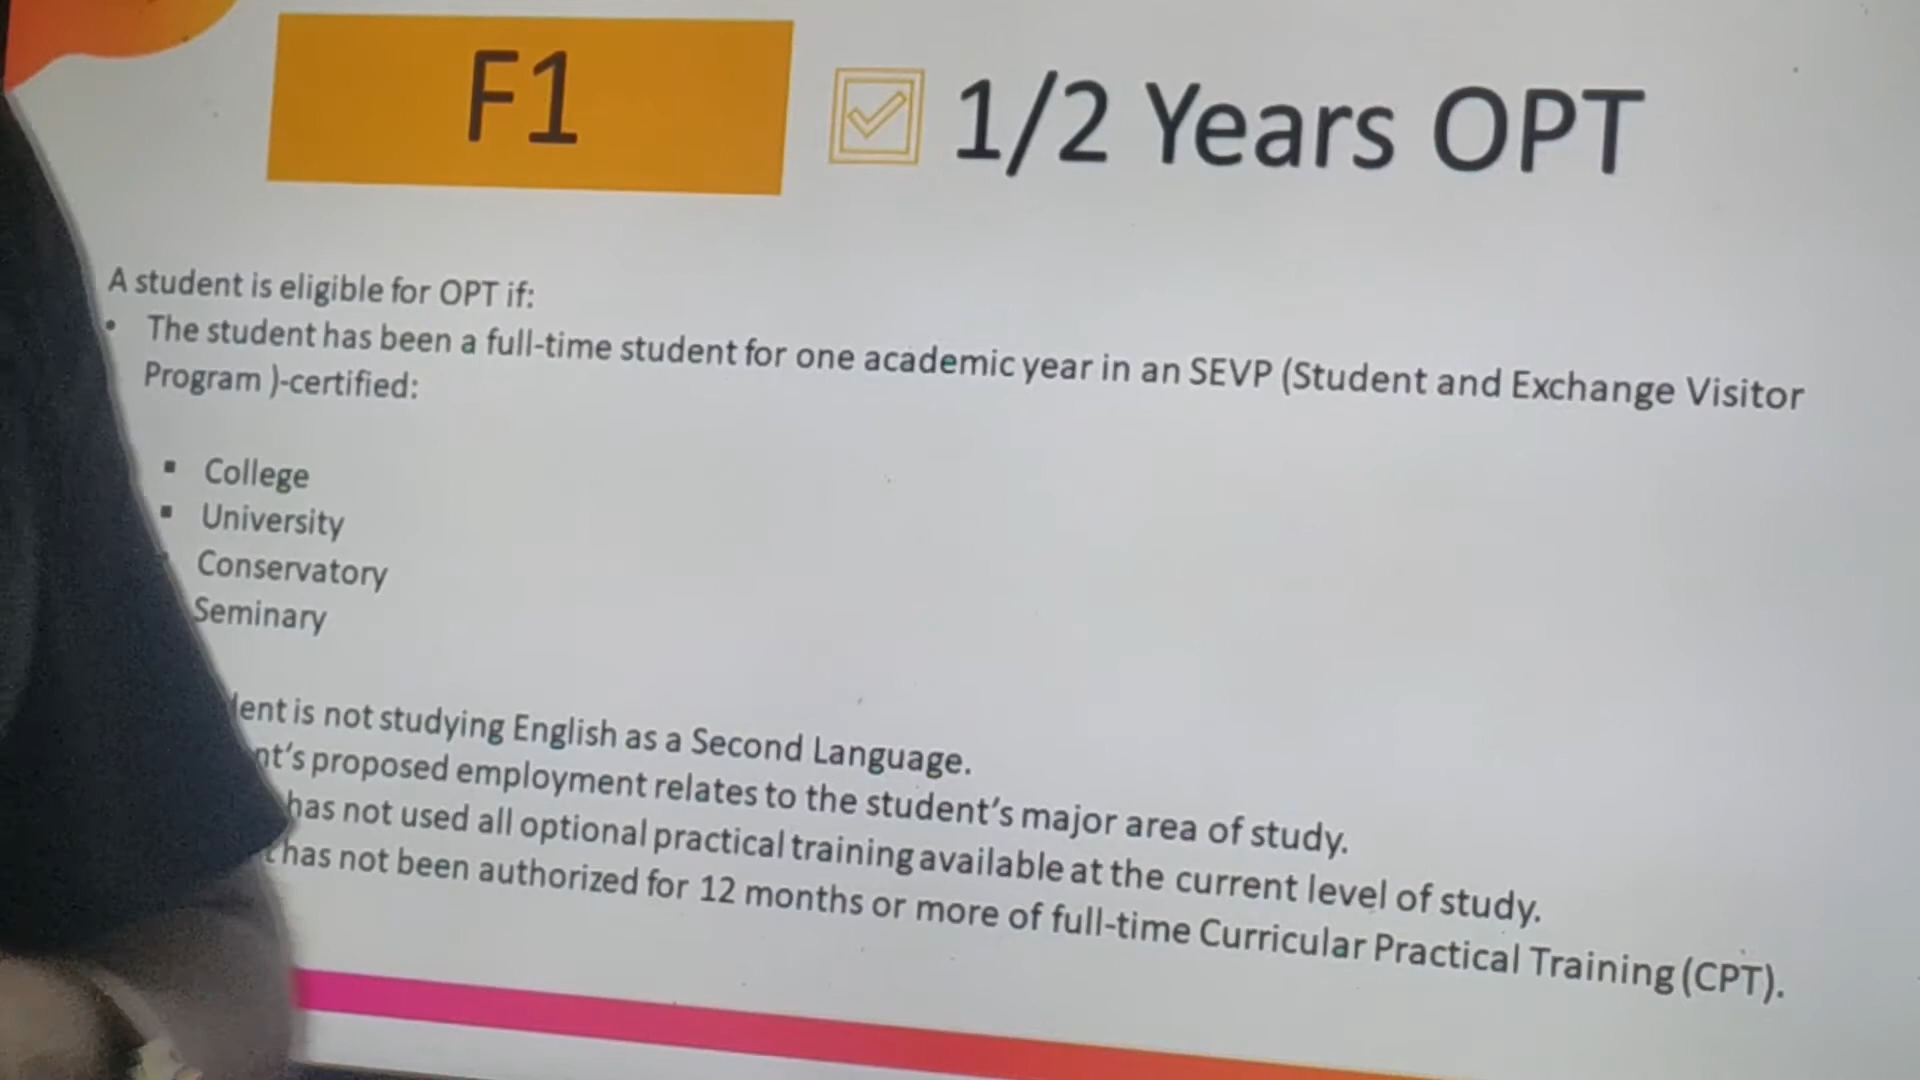 F1
1/2 Years OPT
A student is eligible for OPT if:
• The student has been a full-time student for one academic year in an SEVP (Student and Exchange Visitor
Program )-certified:
▪ College
▪ University
Conservatory
Seminary
is not studying English as a Second Language.
proposed employment relates to the student's major area of study.
has not used all optional practical training available at the current level of study.
has not been authorized for 12 months or more of full-time Curricular Practical Training (CPT).